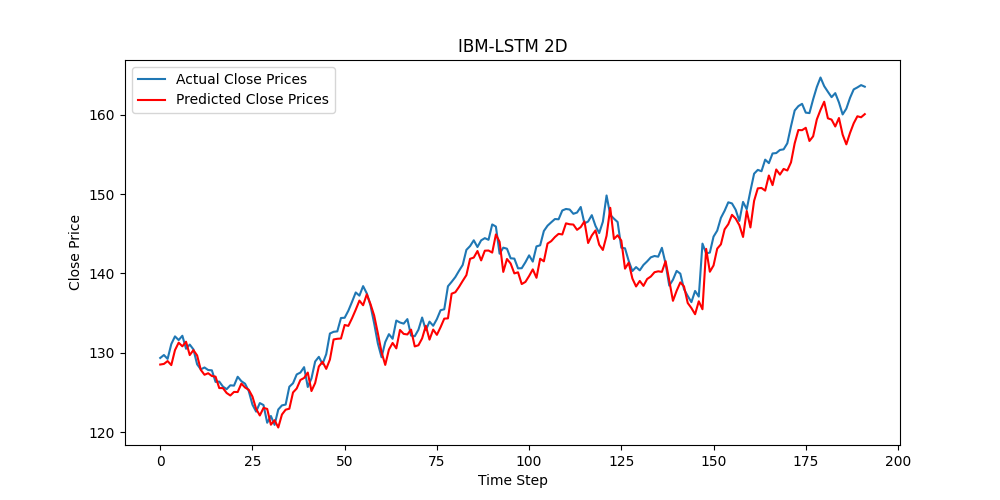 IBM-LSTM 2D
Actual Close Prices
Predicted Close Prices
Close Price
160
150
140
130
120
0 25 50 75 100 125 150 175 200
Time Step